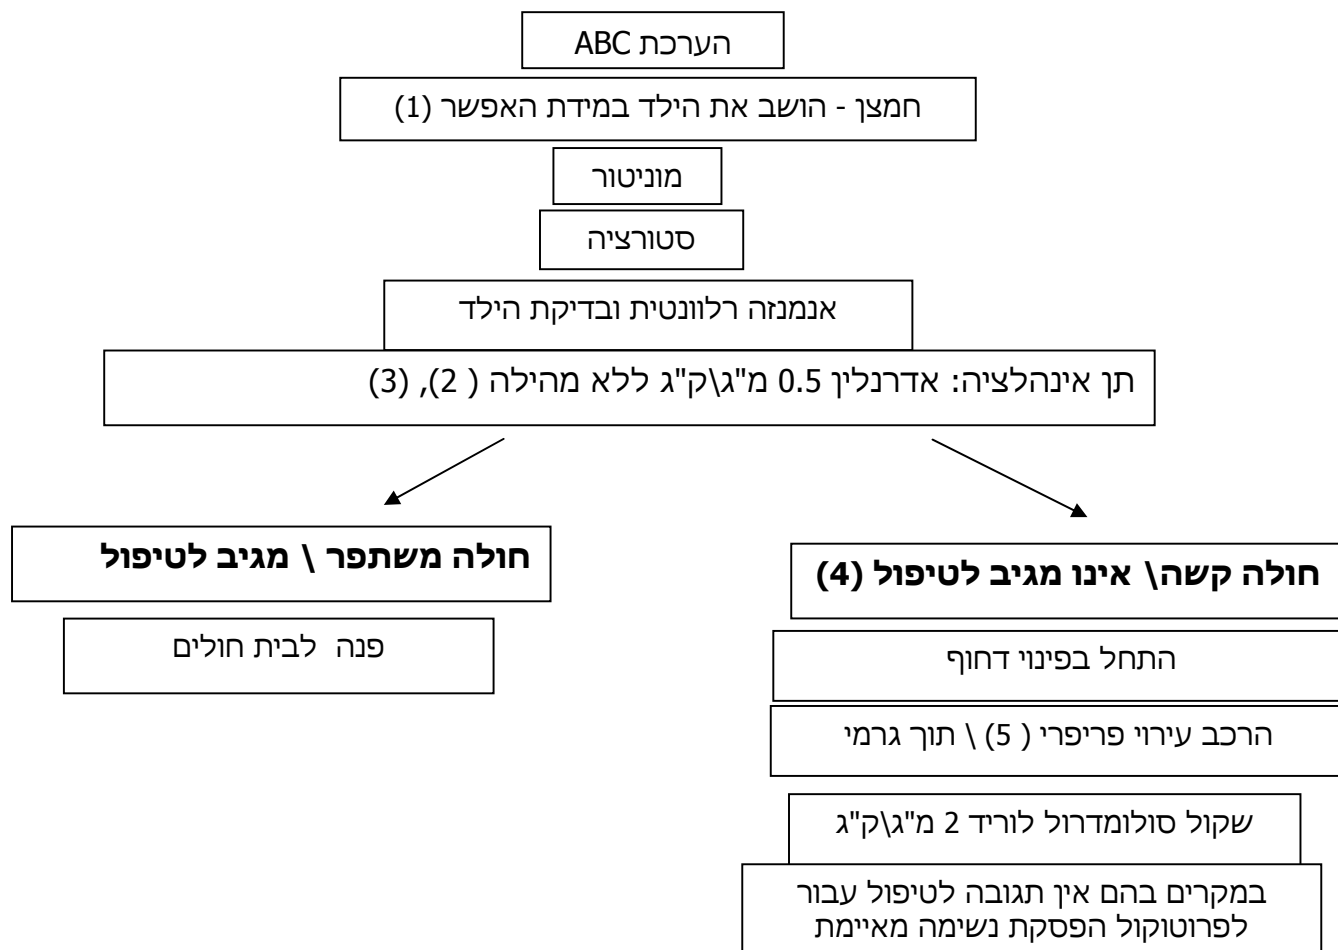 הערכת ABC
חמצן - הושב את הילד במידת האפשר (1)
מוניטור
סטורציה
אנמנזה רלוונטית ובדיקת הילד
תן אינהלציה: אדרנלין 0.5 מ"ג\ק"ג ללא מהילה ( 2), (3)
חולה קשה\ אינו מגיב לטיפול (4)
התחל בפינוי דחוף
הרכב עירוי פריפרי ( 5) \ תוך גרמי
שקול סולומדרול לוריד 2 מ"ג\ק"ג
במקרים בהם אין תגובה לטיפול עבור
לפרוטוקול הפסקת נשימה מאיימת
חולה משתפר \ מגיב לטיפול
פנה לבית חולים